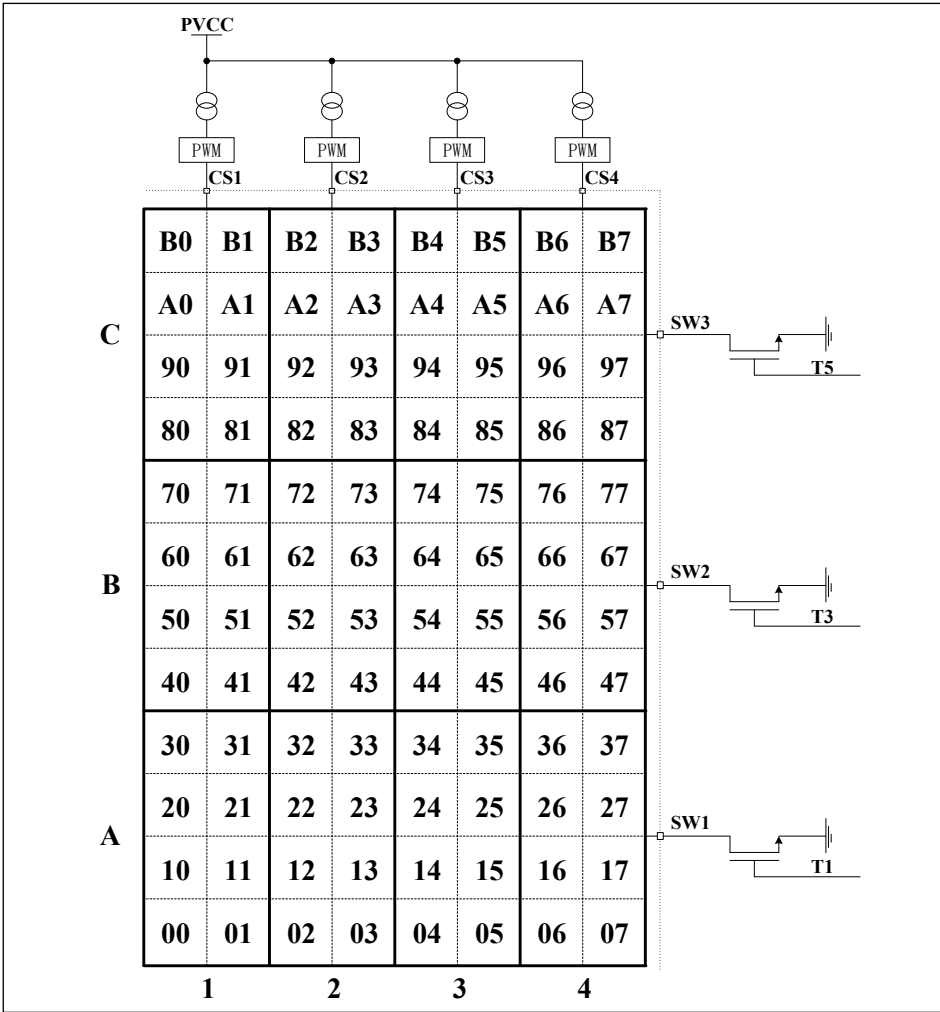 PVCC
PWM PWM PWM PWM
CS1 CS2 CS3 CS4
B0 B1 B2 B3 B4 B5 B6 B7
A0 A1 A2 A3 A4 A5 A6 A7
C SW3
90 91 92 93 94 95 96 97
T5
80 81 82 83 84 85 86 87
70 71 72 73 74 75 76 77
60 61 62 63 64 65 66 67
B SW2
50 51 52 53 54 55 56 57
T3
40 41 42 43 44 45 46 47
30 31 32 33 34 35 36 37
20 21 22 23 24 25 26 27
A SW1
10 11 12 13 14 15 16 17
T1
00 01 02 03 04 05 06 07
1 2 3 4